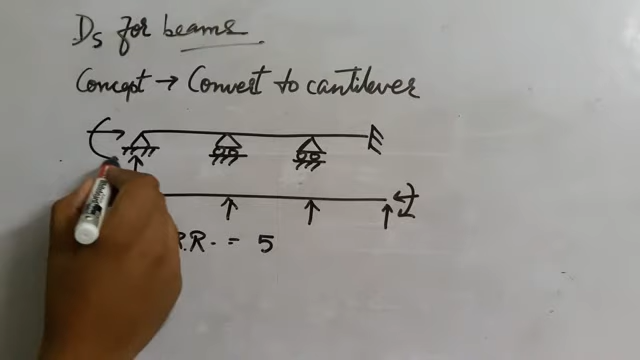 Ds for beams
Concept → Convert to cantilever
R.R. = 5